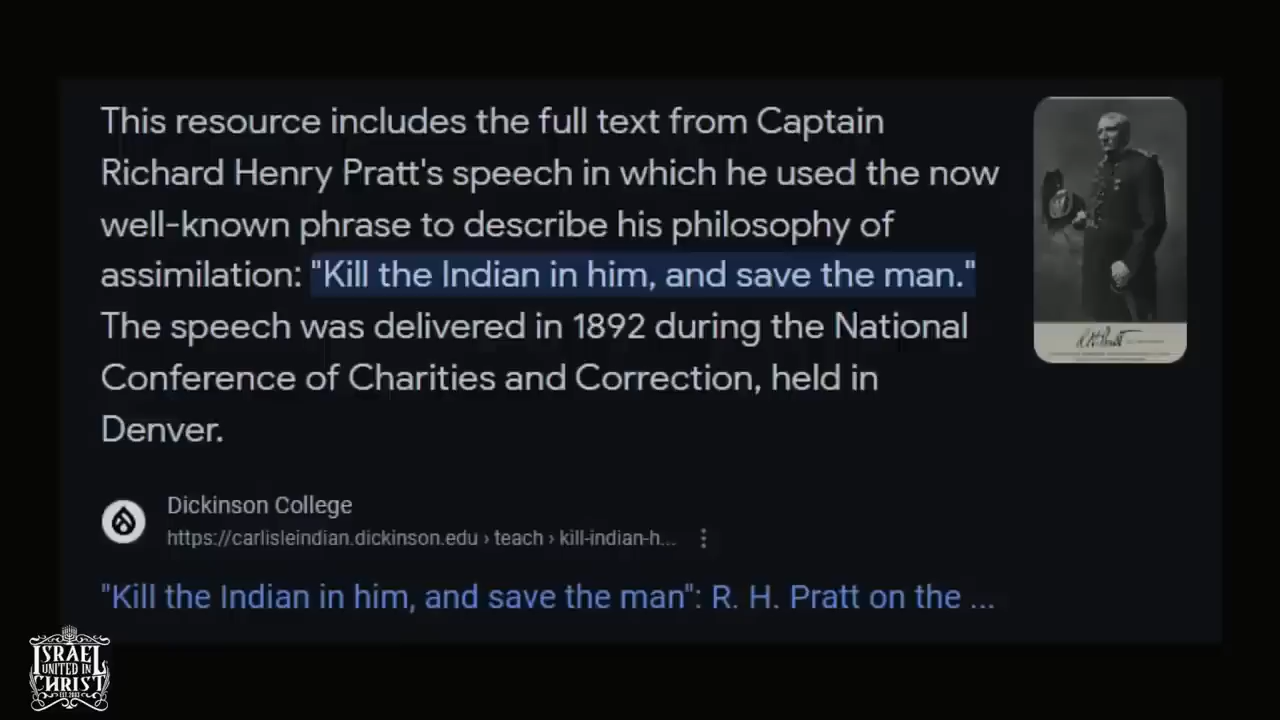 This resource includes the full text from Captain
Richard Henry Pratt's speech in which he used the now
well-known phrase to describe his philosophy of
assimilation: "Kill the Indian in him, and save the man."
The speech was delivered in 1892 during the National
Conference of Charities and Correction, held in
Denver.
Dickinson College
https://carlisleindian.dickinson.edu › teach › kill-indian-h...
"Kill the Indian in him, and save the man": R. H. Pratt on the ...
ISRAEL
UNITED IN
CHRIST
EST. 2003